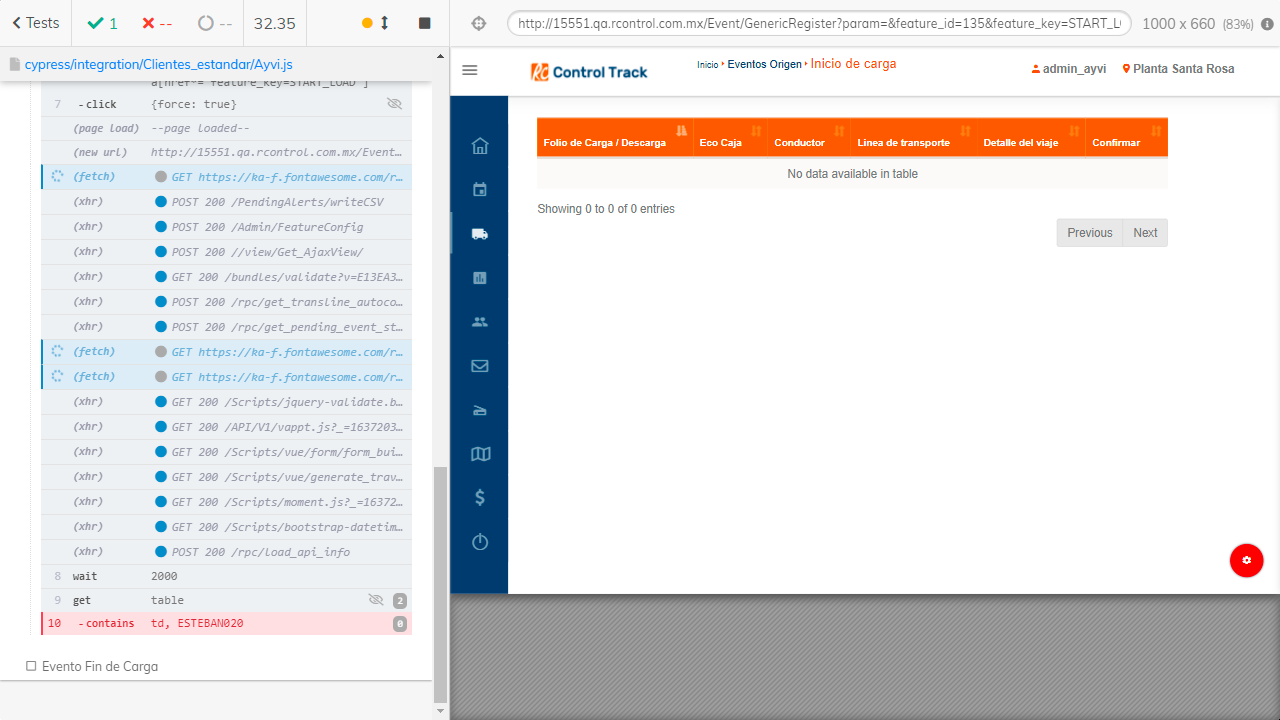 Tests
1
--
--
32.35
cypress/integration/Clientes_estandar/Ayvi.js
a[href*="feature_key=START_LOAD"]
7 - click {force: true}
(page load) --page loaded--
(new url) http://15551.qa.rcontrol.com.mx/Event…
(fetch) GET https://ka-f.fontawesome.com/r…
(xhr) POST 200 /PendingAlerts/writeCSV
(xhr) POST 200 /Admin/FeatureConfig
(xhr) POST 200 //view/Get_AjaxView/
(xhr) GET 200 /bundles/validate?v=E13EA3…
(xhr) POST 200 /rpc/get_transline_autoco…
(xhr) POST 200 /rpc/get_pending_event_st…
(fetch) GET https://ka-f.fontawesome.com/r…
(fetch) GET https://ka-f.fontawesome.com/r…
(xhr) GET 200 /Scripts/jquery-validate.b…
(xhr) GET 200 /API/V1/vappt.js?_=1637203…
(xhr) GET 200 /Scripts/vue/form/form_bui…
(xhr) GET 200 /Scripts/vue/generate_trav…
(xhr) GET 200 /Scripts/moment.js?_=16372…
(xhr) GET 200 /Scripts/bootstrap-datetim…
(xhr) POST 200 /rpc/load_api_info
8 wait 2000
9 get table 2
10 - contains td, ESTEBAN020 0
Evento Fin de Carga
http://15551.qa.rcontrol.com.mx/Event/GenericRegister?param=&feature_id=135&feature_key=START_LO
1000 x 660 (83%)
RC Control Track
Inicio Eventos Origen Inicio de carga
admin_ayvi
Planta Santa Rosa
Folio de Carga / Descarga Eco Caja Conductor Linea de transporte Detalle del viaje Confirmar
No data available in table
Showing 0 to 0 of 0 entries
Previous Next